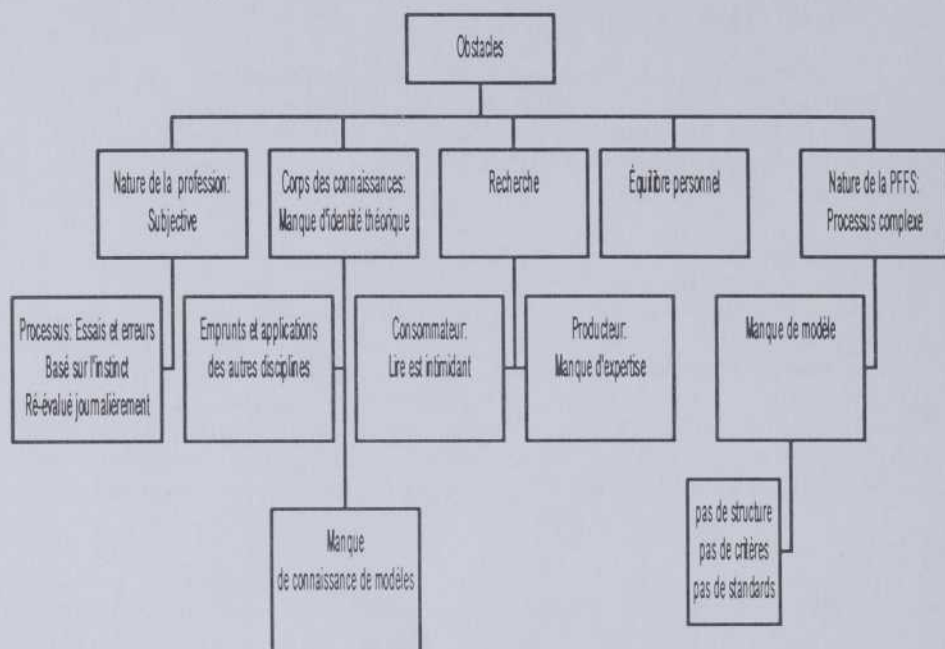 Obstacles
Nature de la profession:
Subjective
Corps des connaissances:
Manque d'identité théorique
Recherche
Équilibre personnel
Nature de la PFFS:
Processus complexe
Processus: Essais et erreurs
Basé sur l'instinct
Ré-évalué journalièrement
Emprunts et applications
des autres disciplines
Consommateur:
Lire est intimidant
Producteur:
Manque d'expertise
Manque de modèle
Manque
de connaissance de modèles
pas de structure
pas de critères
pas de standards